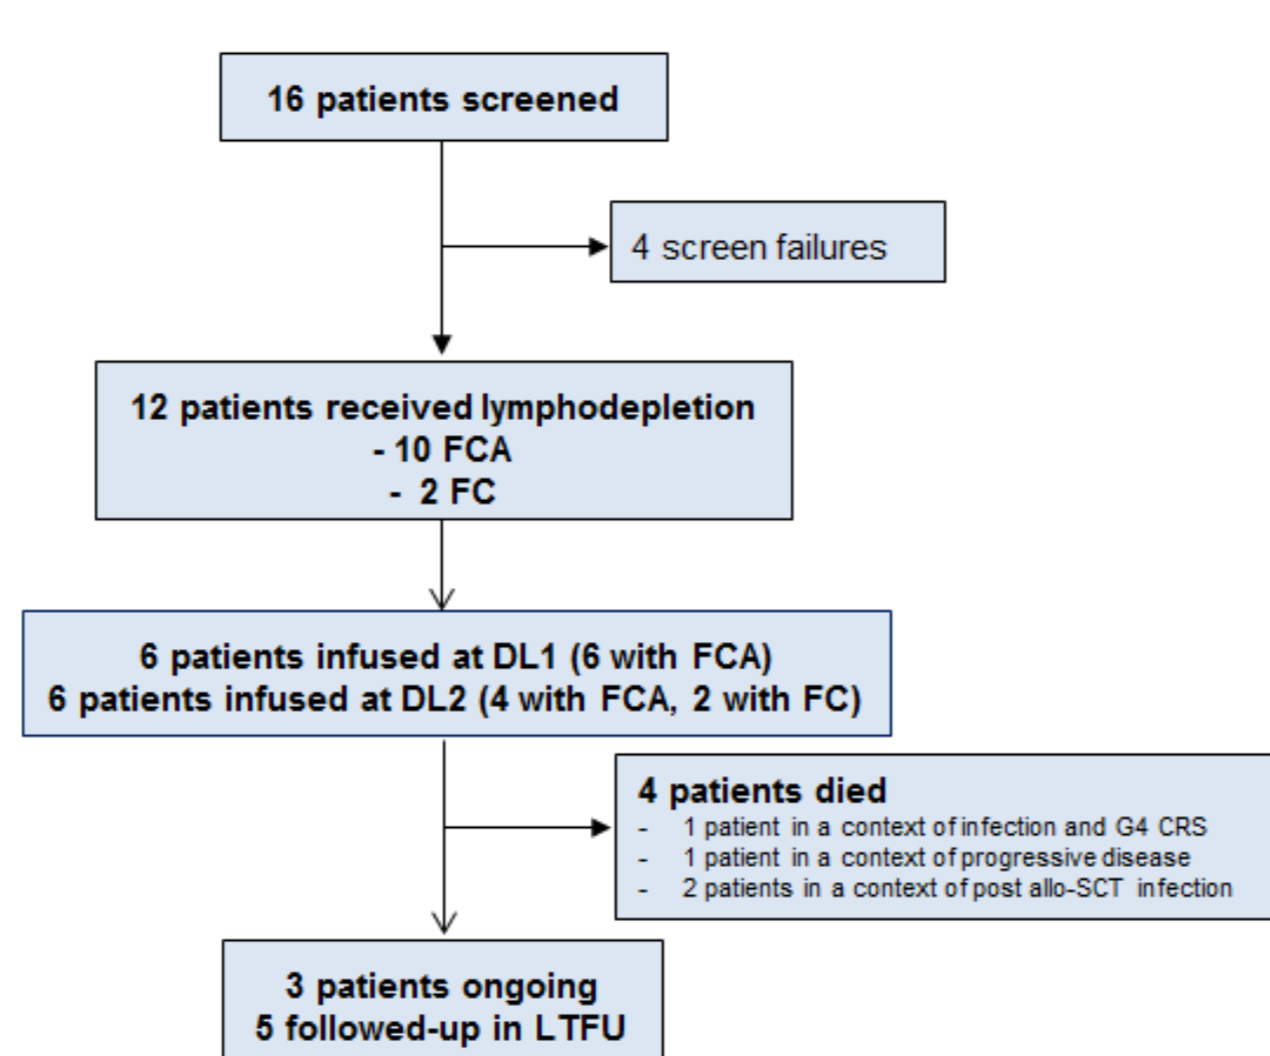 16 patients screened
4 screen failures
12 patients received lymphodepletion
- 10 FCA
- 2 FC
6 patients infused at DL1 (6 with FCA)
6 patients infused at DL2 (4 with FCA, 2 with FC)
4 patients died
- 1 patient in a context of infection and G4 CRS
- 1 patient in a context of progressive disease
- 2 patients in a context of post allo-SCT infection
3 patients ongoing
5 followed-up in LTFU